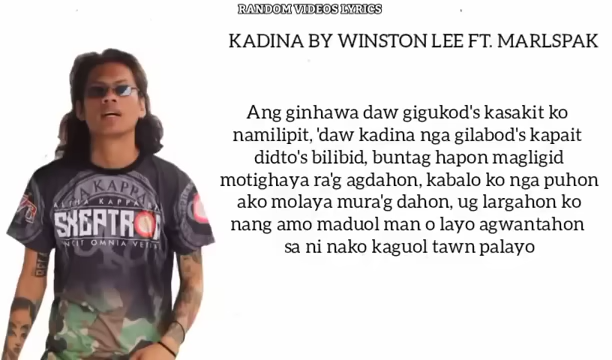 RANDOM VIDEOS LYRICS
KADINA BY WINSTON LEE FT. MARLSPAK
Ang ginhawa daw gigukod's kasakit ko
namilipit, 'daw kadina nga gilabod's kapait
didto's bilibid, buntag hapon magligid
motighaya ra'g agdahon, kabalo ko nga puhon
ako molaya mura'g dahon, ug largahon ko
nang amo maduol man o layo agwantahon
sa ni nako kaguol tawn palayo
SKEPTRON